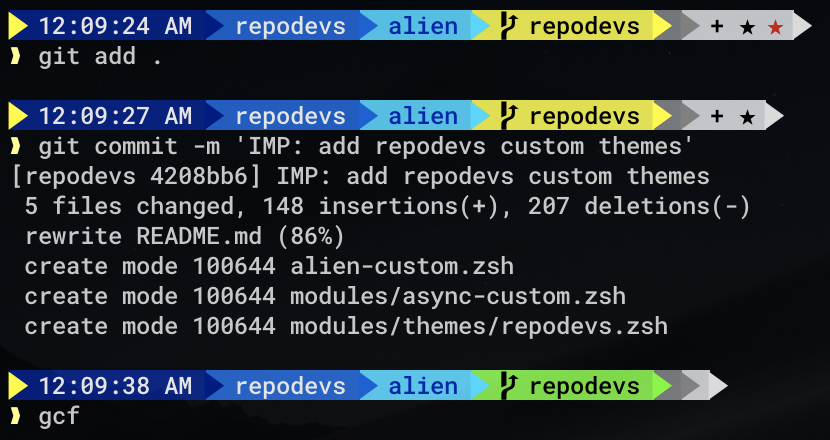 12:09:24 AM repodevs alien repodevs + ★ ★
git add .
12:09:27 AM repodevs alien repodevs + ★
git commit -m 'IMP: add repodevs custom themes'
[repodevs 4208bb6] IMP: add repodevs custom themes
5 files changed, 148 insertions(+), 207 deletions(-)
rewrite README.md (86%)
create mode 100644 alien-custom.zsh
create mode 100644 modules/async-custom.zsh
create mode 100644 modules/themes/repodevs.zsh
12:09:38 AM repodevs alien repodevs
gcf